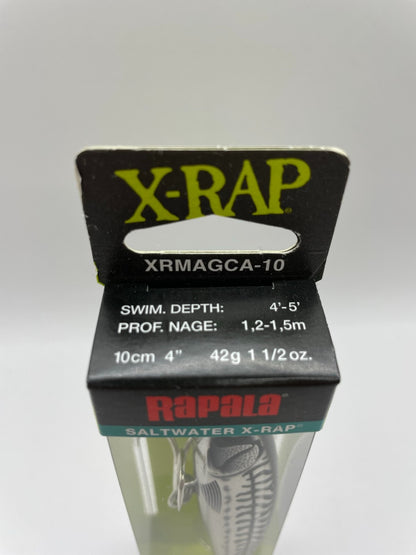 X-RAP®
XRMAGCA-10
SWIM. DEPTH: 4'-5'
PROF. NAGE: 1,2-1,5m
10cm 4" 42g 1 1/2 oz.
Rapala
SALTWATER X-RAP®